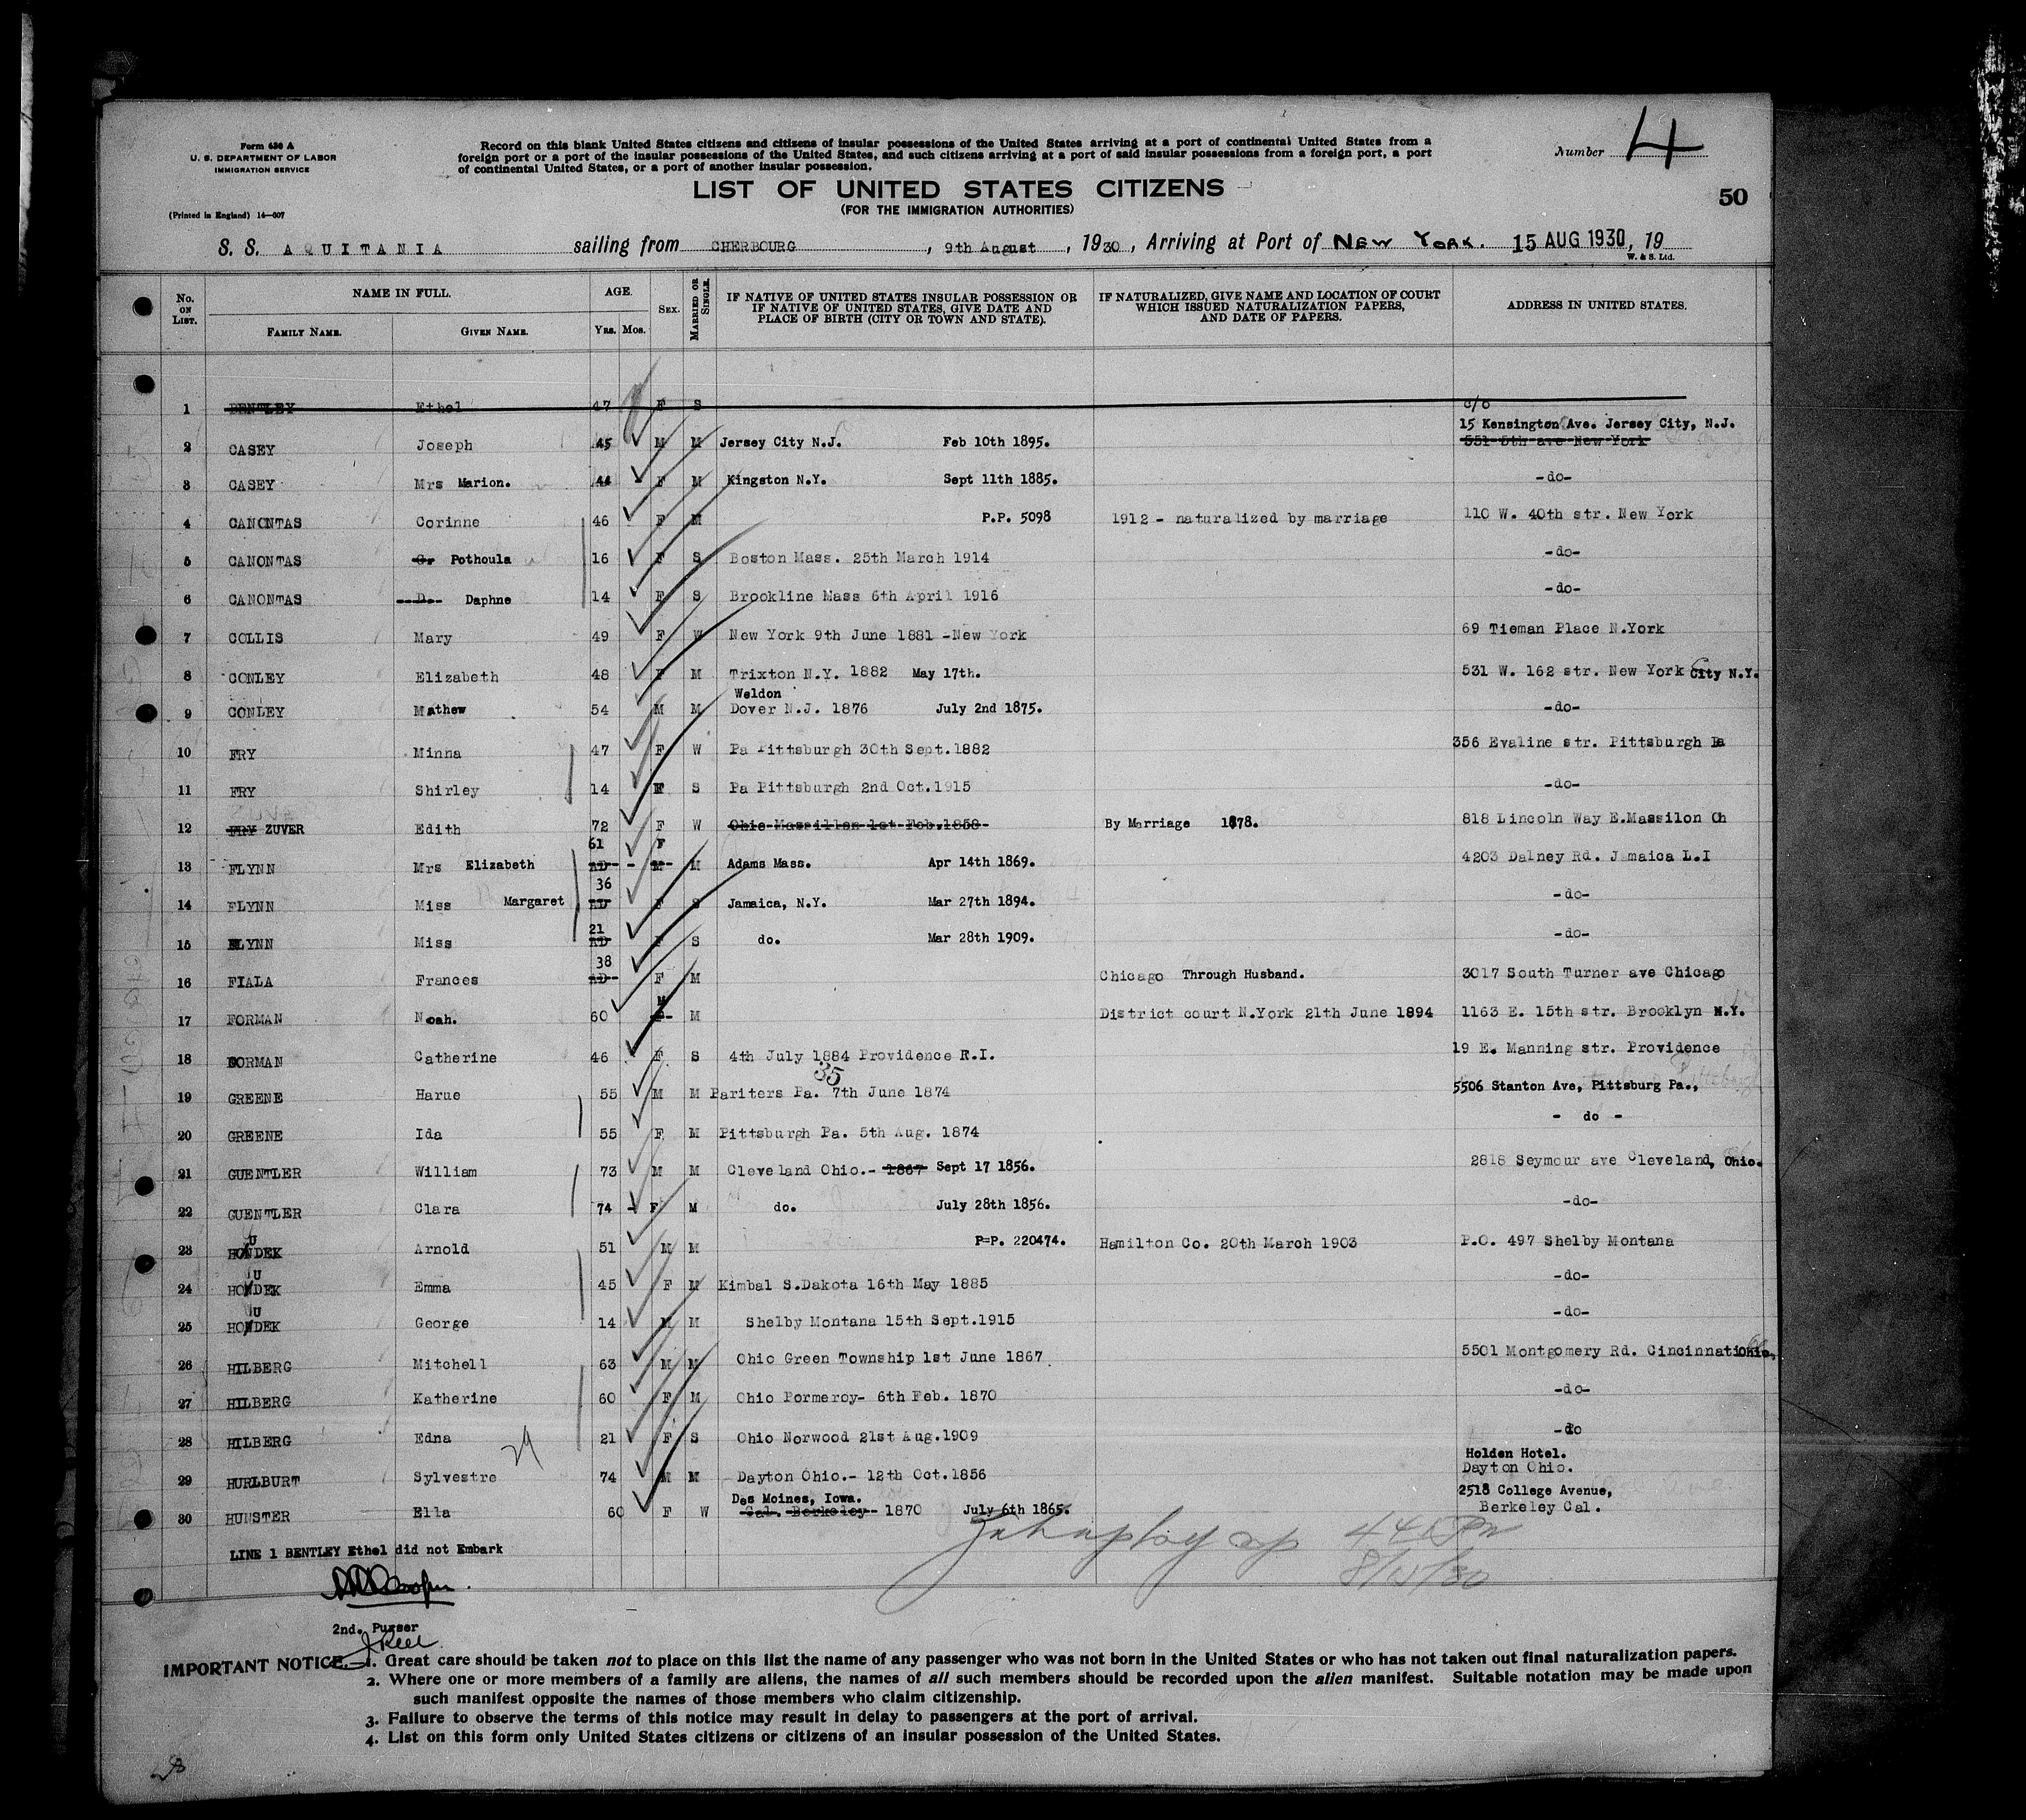 Form 630 A
U. S. DEPARTMENT OF LABOR
IMMIGRATION SERVICE
(Printed in England) 14—607
Record on this blank United States citizens and citizens of insular possessions of the United States arriving at a port of continental United States from a
foreign port or a port of the insular possessions of the United States, and such citizens arriving at a port of said insular possessions from a foreign port, a port
of continental United States, or a port of another insular possession.
Number 4
LIST OF UNITED STATES CITIZENS
(FOR THE IMMIGRATION AUTHORITIES)
50
S. S. AQUITANIA sailing from CHERBOURG, 9th August, 1930, Arriving at Port of NEW YORK. 15 AUG 1930, 19
W. & S. Ltd.
No. ON LIST. NAME IN FULL. FAMILY NAME. GIVEN NAME. AGE. YRS. MOS. SEX. MARRIED OR SINGLE. IF NATIVE OF UNITED STATES INSULAR POSSESSION OR IF NATIVE OF UNITED STATES, GIVE DATE AND PLACE OF BIRTH (CITY OR TOWN AND STATE). IF NATURALIZED, GIVE NAME AND LOCATION OF COURT WHICH ISSUED NATURALIZATION PAPERS, AND DATE OF PAPERS. ADDRESS IN UNITED STATES.
1 BENTLEY Ethel 47 F S c/o
2 CASEY Joseph 45 M M Jersey City N.J. Feb 10th 1895. 15 Kensington Ave. Jersey City, N.J. 551 5th ave New York
3 CASEY Mrs Marion. 44 F M Kingston N.Y. Sept 11th 1885. -do-
4 CANONTAS Corinne 46 F M P.P. 5098 1912 - naturalized by marriage 110 W. 40th str. New York
5 CANONTAS C. Pothoula 16 F S Boston Mass. 25th March 1914 -do-
6 CANONTAS D. Daphne 14 F S Brookline Mass 6th April 1916 -do-
7 COLLIS Mary 49 F W New York 9th June 1881 -New York 69 Tieman Place N.York
8 CONLEY Elizabeth 48 F M Trixton N.Y. 1882 May 17th. 531 W. 162 str. New York City N.Y.
Weldon
9 CONLEY Mathew 54 M M Dover N.J. 1876 July 2nd 1875. -do-
10 FRY Minna 47 F W Pa Pittsburgh 30th Sept.1882 356 Evaline str. Pittsburgh Pa
11 FRY Shirley 14 F S Pa Pittsburgh 2nd Oct.1915 -do-
12 FRY ZUVER Edith 72 F W Ohio Massillon 1st Feb.1858 By Marriage 1878. 818 Lincoln Way E.Massilon Oh
61 F
13 FLYNN Mrs Elizabeth AD - M M Adams Mass. Apr 14th 1869. 4203 Dalney Rd. Jamaica L.I
36
14 FLYNN Miss Margaret AD F S Jamaica, N.Y. Mar 27th 1894. -do-
21
15 FLYNN Miss AD F S do. Mar 28th 1909. -do-
38
16 FIALA Frances AD F M Chicago Through Husband. 3017 South Turner ave Chicago
M
17 FORMAN Noah. 60 F M District court N.York 21th June 1894 1163 E. 15th str. Brooklyn N.Y.
18 DORMAN Catherine 46 F S 4th July 1884 Providence R.I. 19 E. Manning str. Providence
35
19 GREENE Harue 55 M M Pariters Pa. 7th June 1874 5506 Stanton Ave, Pittsburg Pa.,
20 GREENE Ida 55 F M Pittsburgh Pa. 5th Aug. 1874 - do -
21 GUENTLER William 73 M M Cleveland Ohio.- 1867 Sept 17 1856. 2818 Seymour ave Cleveland, Ohio.
22 GUENTLER Clara 74 - F M do. July 28th 1856. -do-
U
23 HONDEK Arnold 51 M M P=P. 220474. Hamilton Co. 20th March 1903 P.O. 497 Shelby Montana
U
24 HONDEK Emma 45 F M Kimbal S.Dakota 16th May 1885 -do-
U
25 HONDEK George 14 M M Shelby Montana 15th Sept.1915 -do-
26 HILBERG Mitchell 63 M M Ohio Green Township 1st June 1867 5501 Montgomery Rd. Cincinnati Ohio.
27 HILBERG Katherine 60 F M Ohio Pormeroy- 6th Feb. 1870 -do-
28 HILBERG Edna 21 F S Ohio Norwood 21st Aug.1909 -do
29
Holden Hotel.
29 HURLBURT Sylvestre 74 M M Dayton Ohio.- 12th Oct.1856 Dayton Ohio.
Des Moines, Iowa. 2518 College Avenue,
30 HUNSTER Ella 60 F W Cal. Berkeley- 1870 July 6th 1865. Berkeley Cal.
LINE 1 BENTLEY Ethel did not Embark
445 Pm
8/15/30
2nd. Purser
IMPORTANT NOTICE.—1. Great care should be taken not to place on this list the name of any passenger who was not born in the United States or who has not taken out final naturalization papers.
2. Where one or more members of a family are aliens, the names of all such members should be recorded upon the alien manifest. Suitable notation may be made upon
such manifest opposite the names of those members who claim citizenship.
3. Failure to observe the terms of this notice may result in delay to passengers at the port of arrival.
4. List on this form only United States citizens or citizens of an insular possession of the United States.